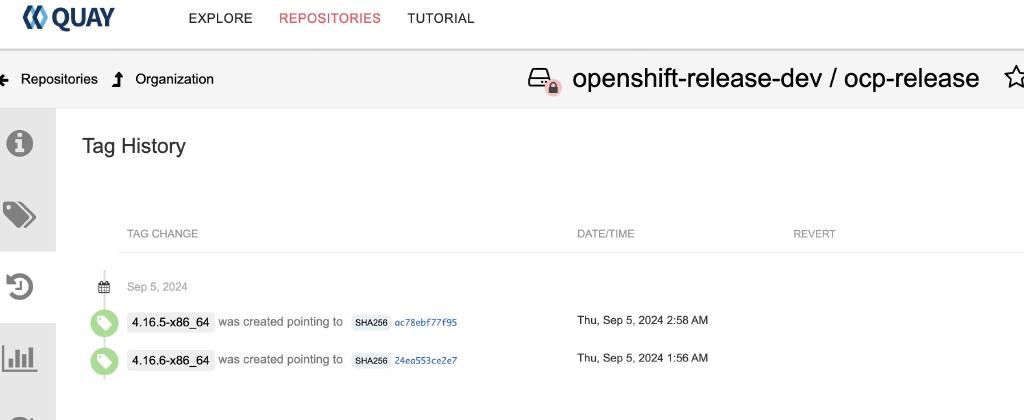 QUAY EXPLORE REPOSITORIES TUTORIAL
Repositories Organization openshift-release-dev / ocp-release
Tag History
TAG CHANGE DATE/TIME REVERT
Sep 5, 2024
4.16.5-x86_64 was created pointing to SHA256 ac78ebf77f95 Thu, Sep 5, 2024 2:58 AM
4.16.6-x86_64 was created pointing to SHA256 24ea553ce2e7 Thu, Sep 5, 2024 1:56 AM